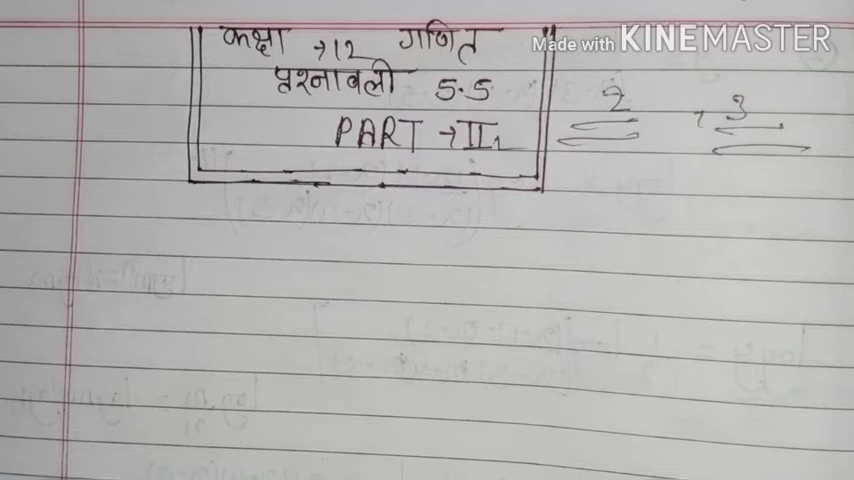 कक्षा → 12 गणित
Made with KINEMASTER
प्रश्नावली 5.5
2 , 3
PART → II